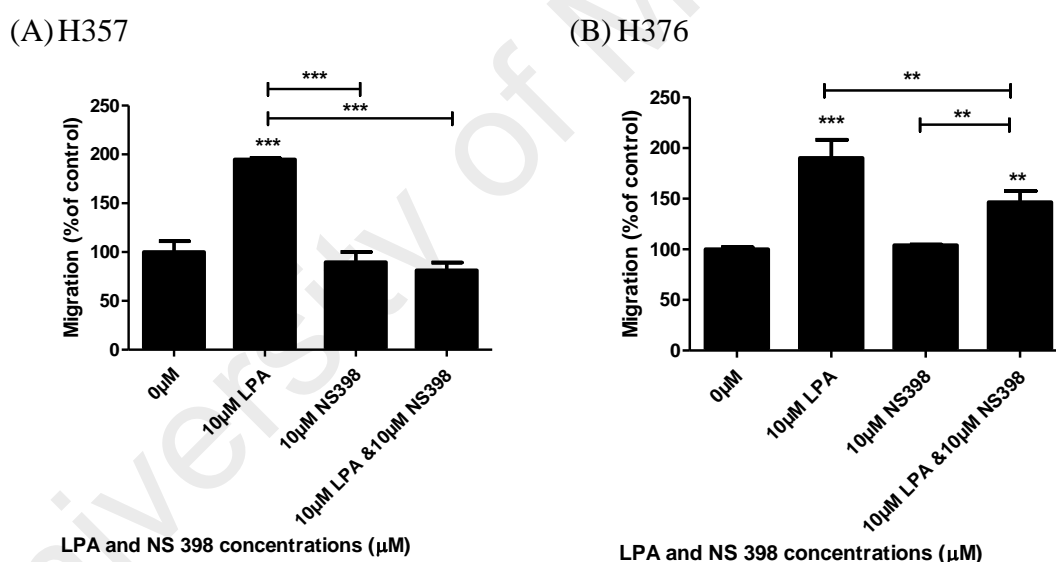 (A) H357
(B) H376
***
***
***
250
200
150
100
50
0
Migration (%of control)
0µM
10µM LPA
10µM NS398
10µM LPA &10µM NS398
LPA and NS 398 concentrations (µM)
**
**
***
**
250
200
150
100
50
0
Migration (% of control)
0µM
10µM LPA
10µM NS398
10µM LPA &10µM NS398
LPA and NS 398 concentrations (µM)
University of M